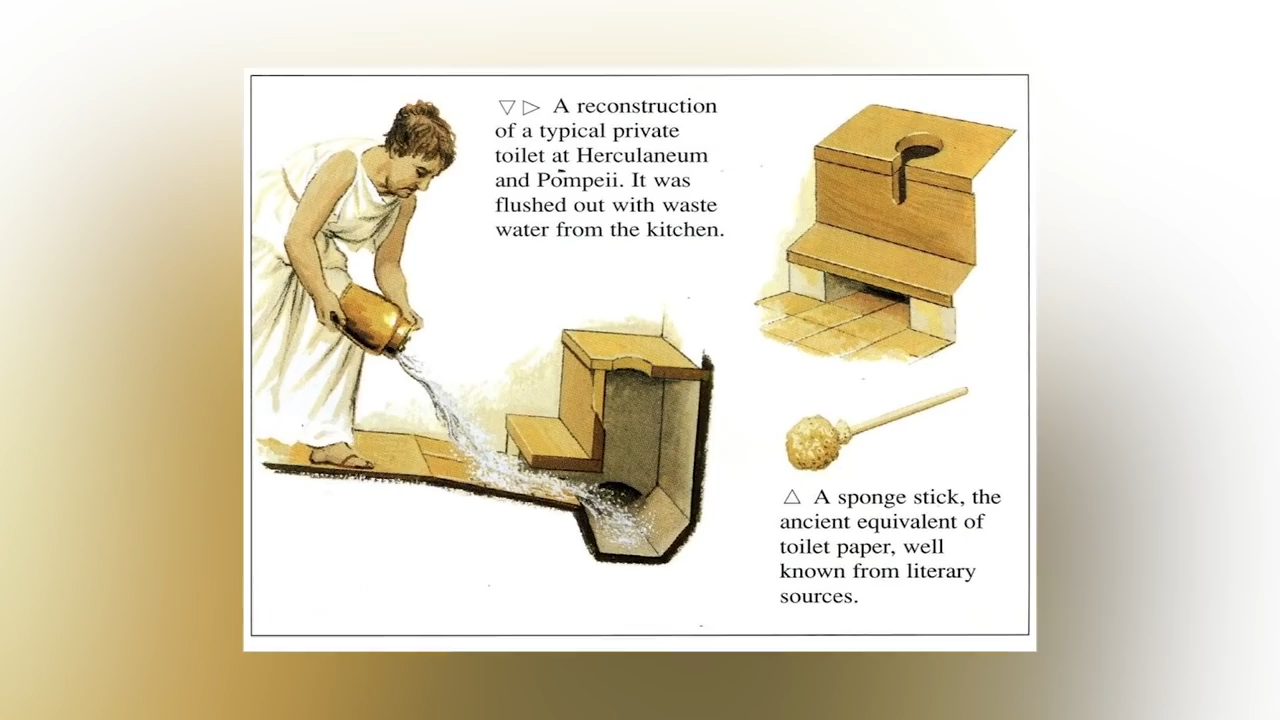 ▽ ▷ A reconstruction
of a typical private
toilet at Herculaneum
and Pompeii. It was
flushed out with waste
water from the kitchen.
△ A sponge stick, the
ancient equivalent of
toilet paper, well
known from literary
sources.